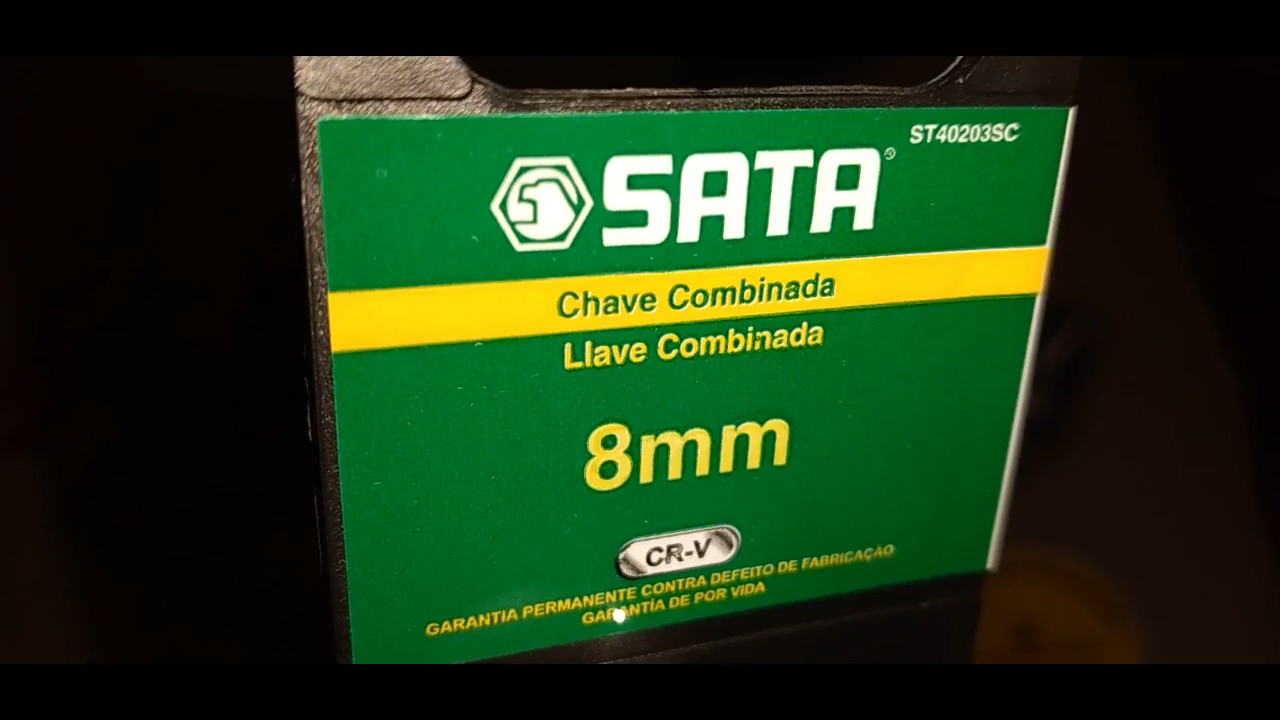 ST40203SC
SATA®
Chave Combinada
Llave Combinada
8mm
CR-V
GARANTIA PERMANENTE CONTRA DEFEITO DE FABRICAÇÃO
GARANTÍA DE POR VIDA